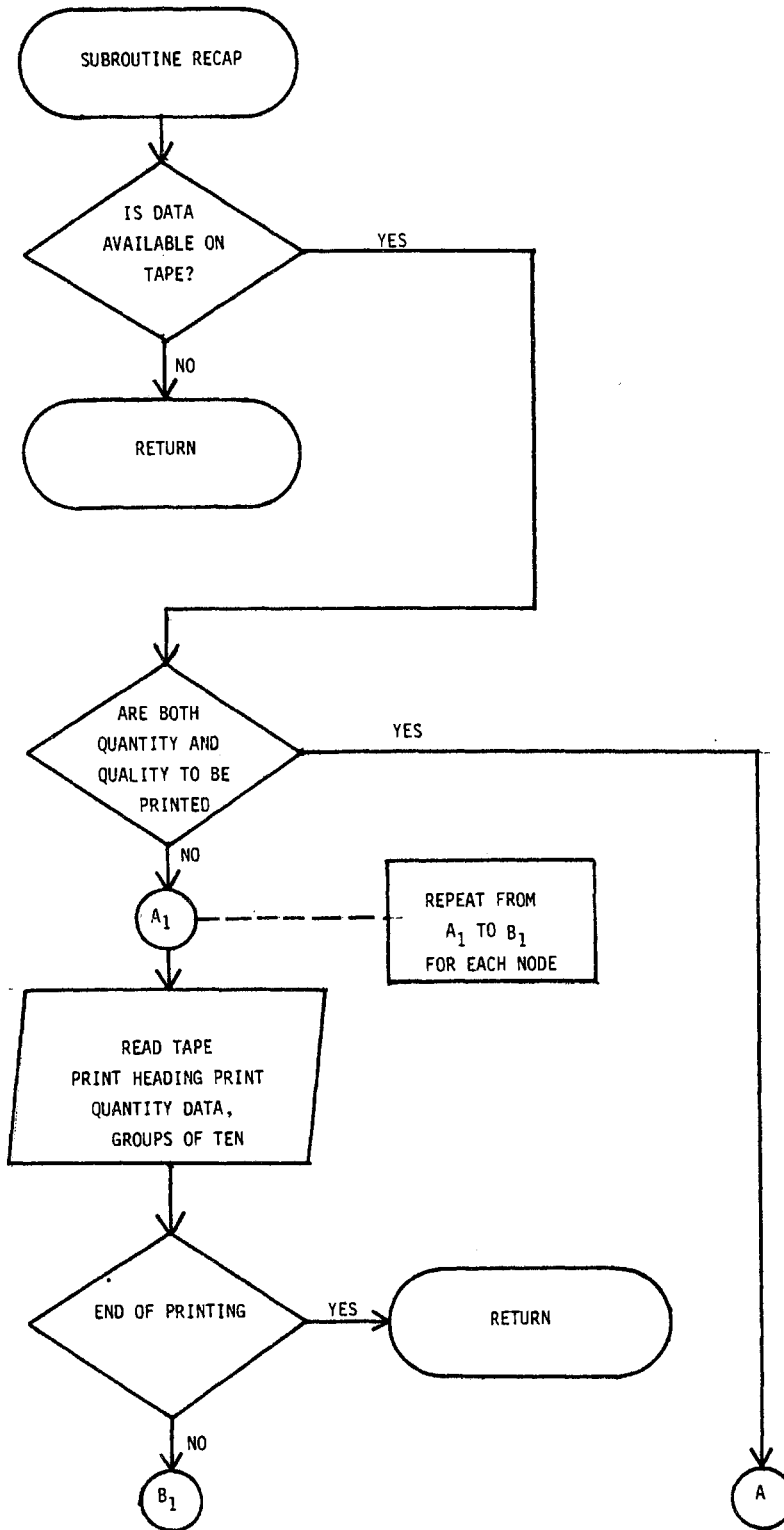 SUBROUTINE RECAP
IS DATA
AVAILABLE ON
TAPE?
YES
NO
RETURN
ARE BOTH
QUANTITY AND
QUALITY TO BE
PRINTED
YES
NO
A1
REPEAT FROM
A1 TO B1
FOR EACH NODE
READ TAPE
PRINT HEADING PRINT
QUANTITY DATA,
GROUPS OF TEN
END OF PRINTING
YES
RETURN
NO
B1
A